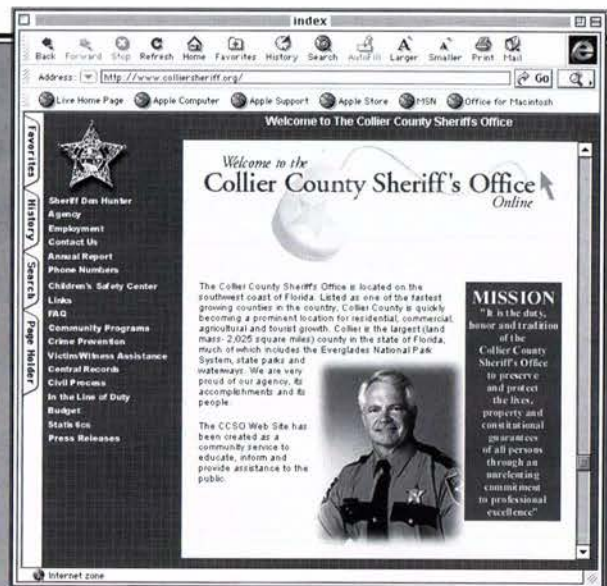 index
Back Forward Stop Refresh Home Favorites History Search AutoFill Larger Smaller Print Mail
Address: http://www.colliersheriff.org/ Go
Live Home Page Apple Computer Apple Support Apple Store MSN Office for Macintosh
Favorites
History
Search
Page Holder
Welcome to The Collier County Sheriff's Office
Sheriff Don Hunter
Agency
Employment
Contact Us
Annual Report
Phone Numbers
Children's Safety Center
Links
FAQ
Community Programs
Crime Prevention
Victim/Witness Assistance
Central Records
Civil Process
In the Line of Duty
Budget
Statistics
Press Releases
Welcome to the
Collier County Sheriff's Office
Online
The Collier County Sheriff's Office is located on the
southwest coast of Florida. Listed as one of the fastest
growing counties in the country, Collier County is quickly
becoming a prominent location for residential, commercial,
agricultural and tourist growth. Collier is the largest (land
mass- 2,025 square miles) county in the state of Florida,
much of which includes the Everglades National Park
System, state parks and
waterways. We are very
proud of our agency, its
accomplishments and its
people.
The CCSO Web Site has
been created as a
community service to
educate, inform and
provide assistance to the
public.
MISSION
"It is the duty,
honor and tradition
of the
Collier County
Sheriff's Office
to preserve
and protect
the lives,
property and
constitutional
guarantees
of all persons
through an
unrelenting
commitment
to professional
excellence"
Internet zone